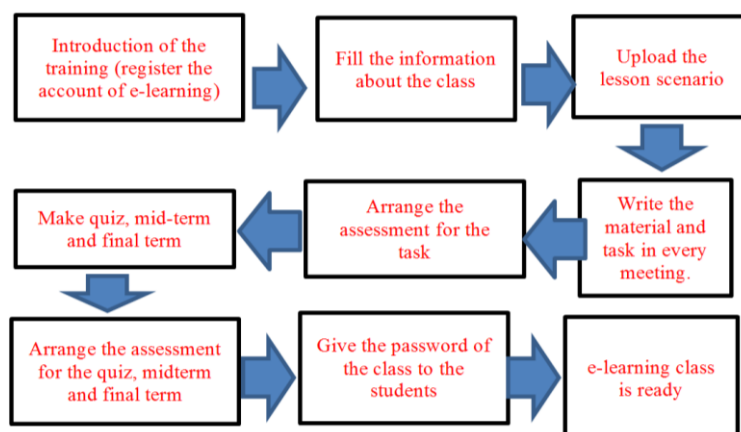 Introduction of the
training (register the
account of e-learning)
Fill the information
about the class
Upload the
lesson scenario
Write the
material and
task in every
meeting.
Arrange the
assessment for the
task
Make quiz, mid-term
and final term
Arrange the assessment
for the quiz, midterm
and final term
Give the password of
the class to the
students
e-learning class
is ready